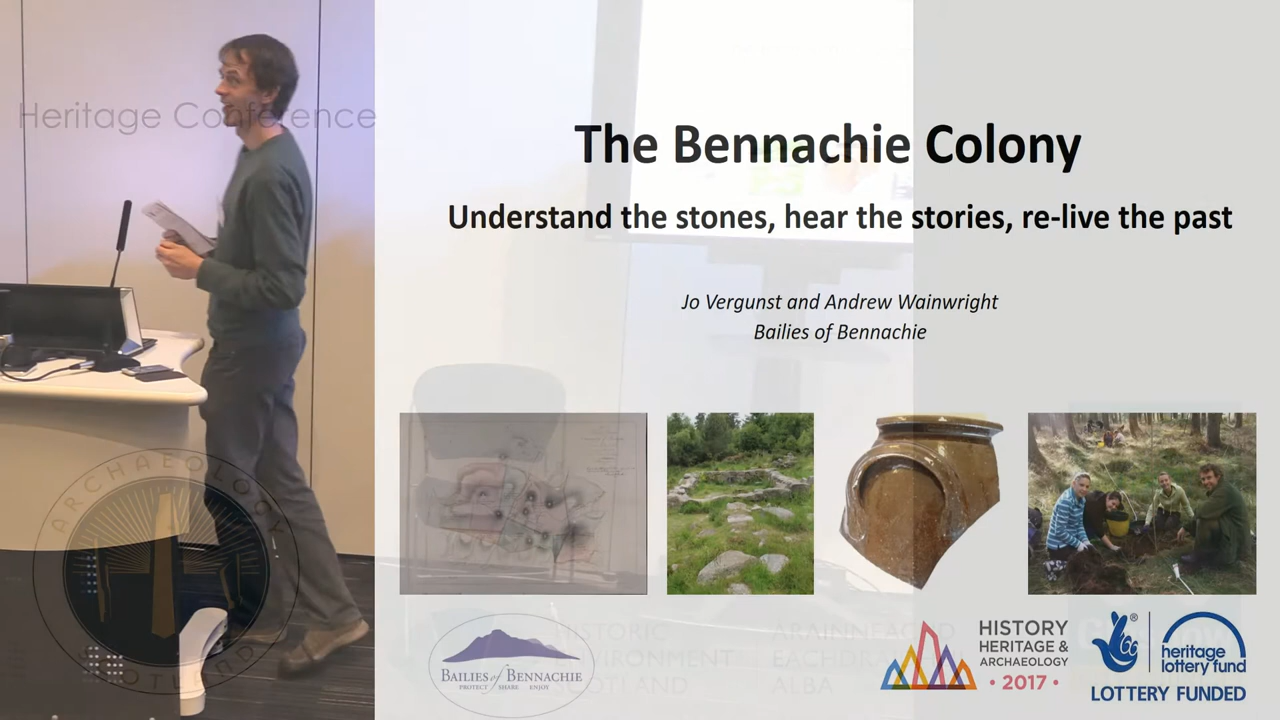 Heritage Conference
The Bennachie Colony
Understand the stones, hear the stories, re-live the past
Jo Vergunst and Andrew Wainwright
Bailies of Bennachie
ARCHAEOLOGY
SCOTLAND
BAILIES of BENNACHIE
PROTECT SHARE ENJOY
HISTORIC
ENVIRONMENT
SCOTLAND
ÀRAINNEACHD
EACHDRAIDHEIL
ALBA
HISTORY
HERITAGE &
ARCHAEOLOGY
• 2017 •
heritage
lottery fund
LOTTERY FUNDED